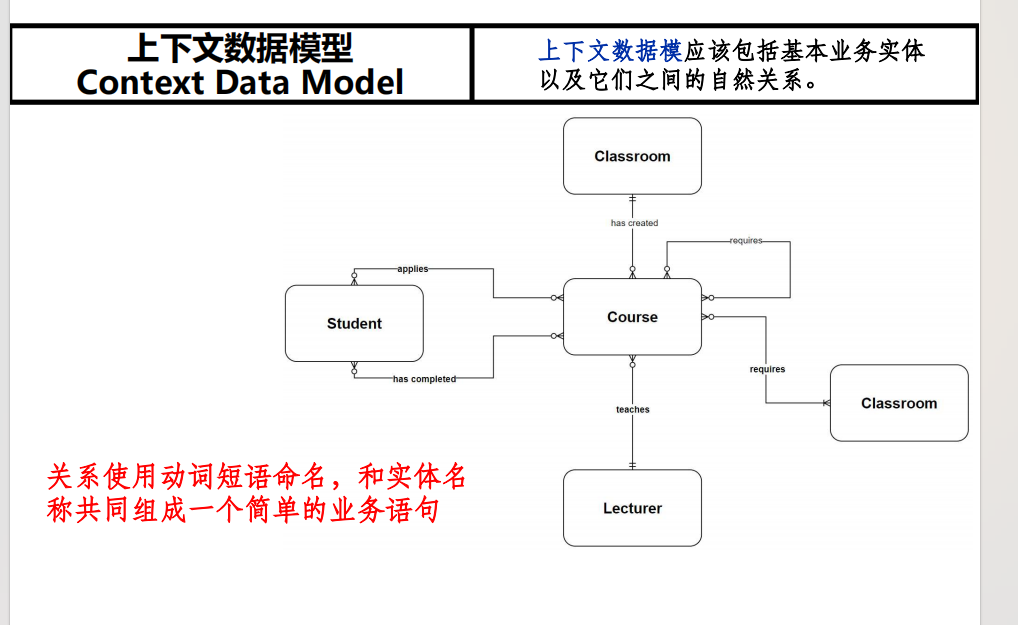 上下文数据模型
Context Data Model
上下文数据模应该包括基本业务实体
以及它们之间的自然关系。
Classroom
has created
requires
applies
Student
Course
has completed
requires
Classroom
teaches
Lecturer
关系使用动词短语命名，和实体名
称共同组成一个简单的业务语句